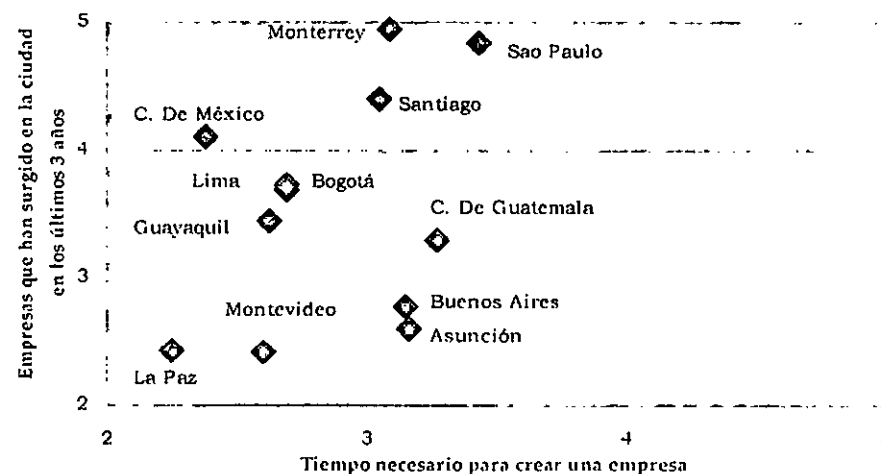 5
Monterrey
Sao Paulo
Santiago
C. De México
4
Lima
Bogotá
C. De Guatemala
Guayaquil
3
Buenos Aires
Montevideo
Asunción
La Paz
2
2
3
4
Tiempo necesario para crear una empresa
Empresas que han surgido en la ciudad
en los últimos 3 años